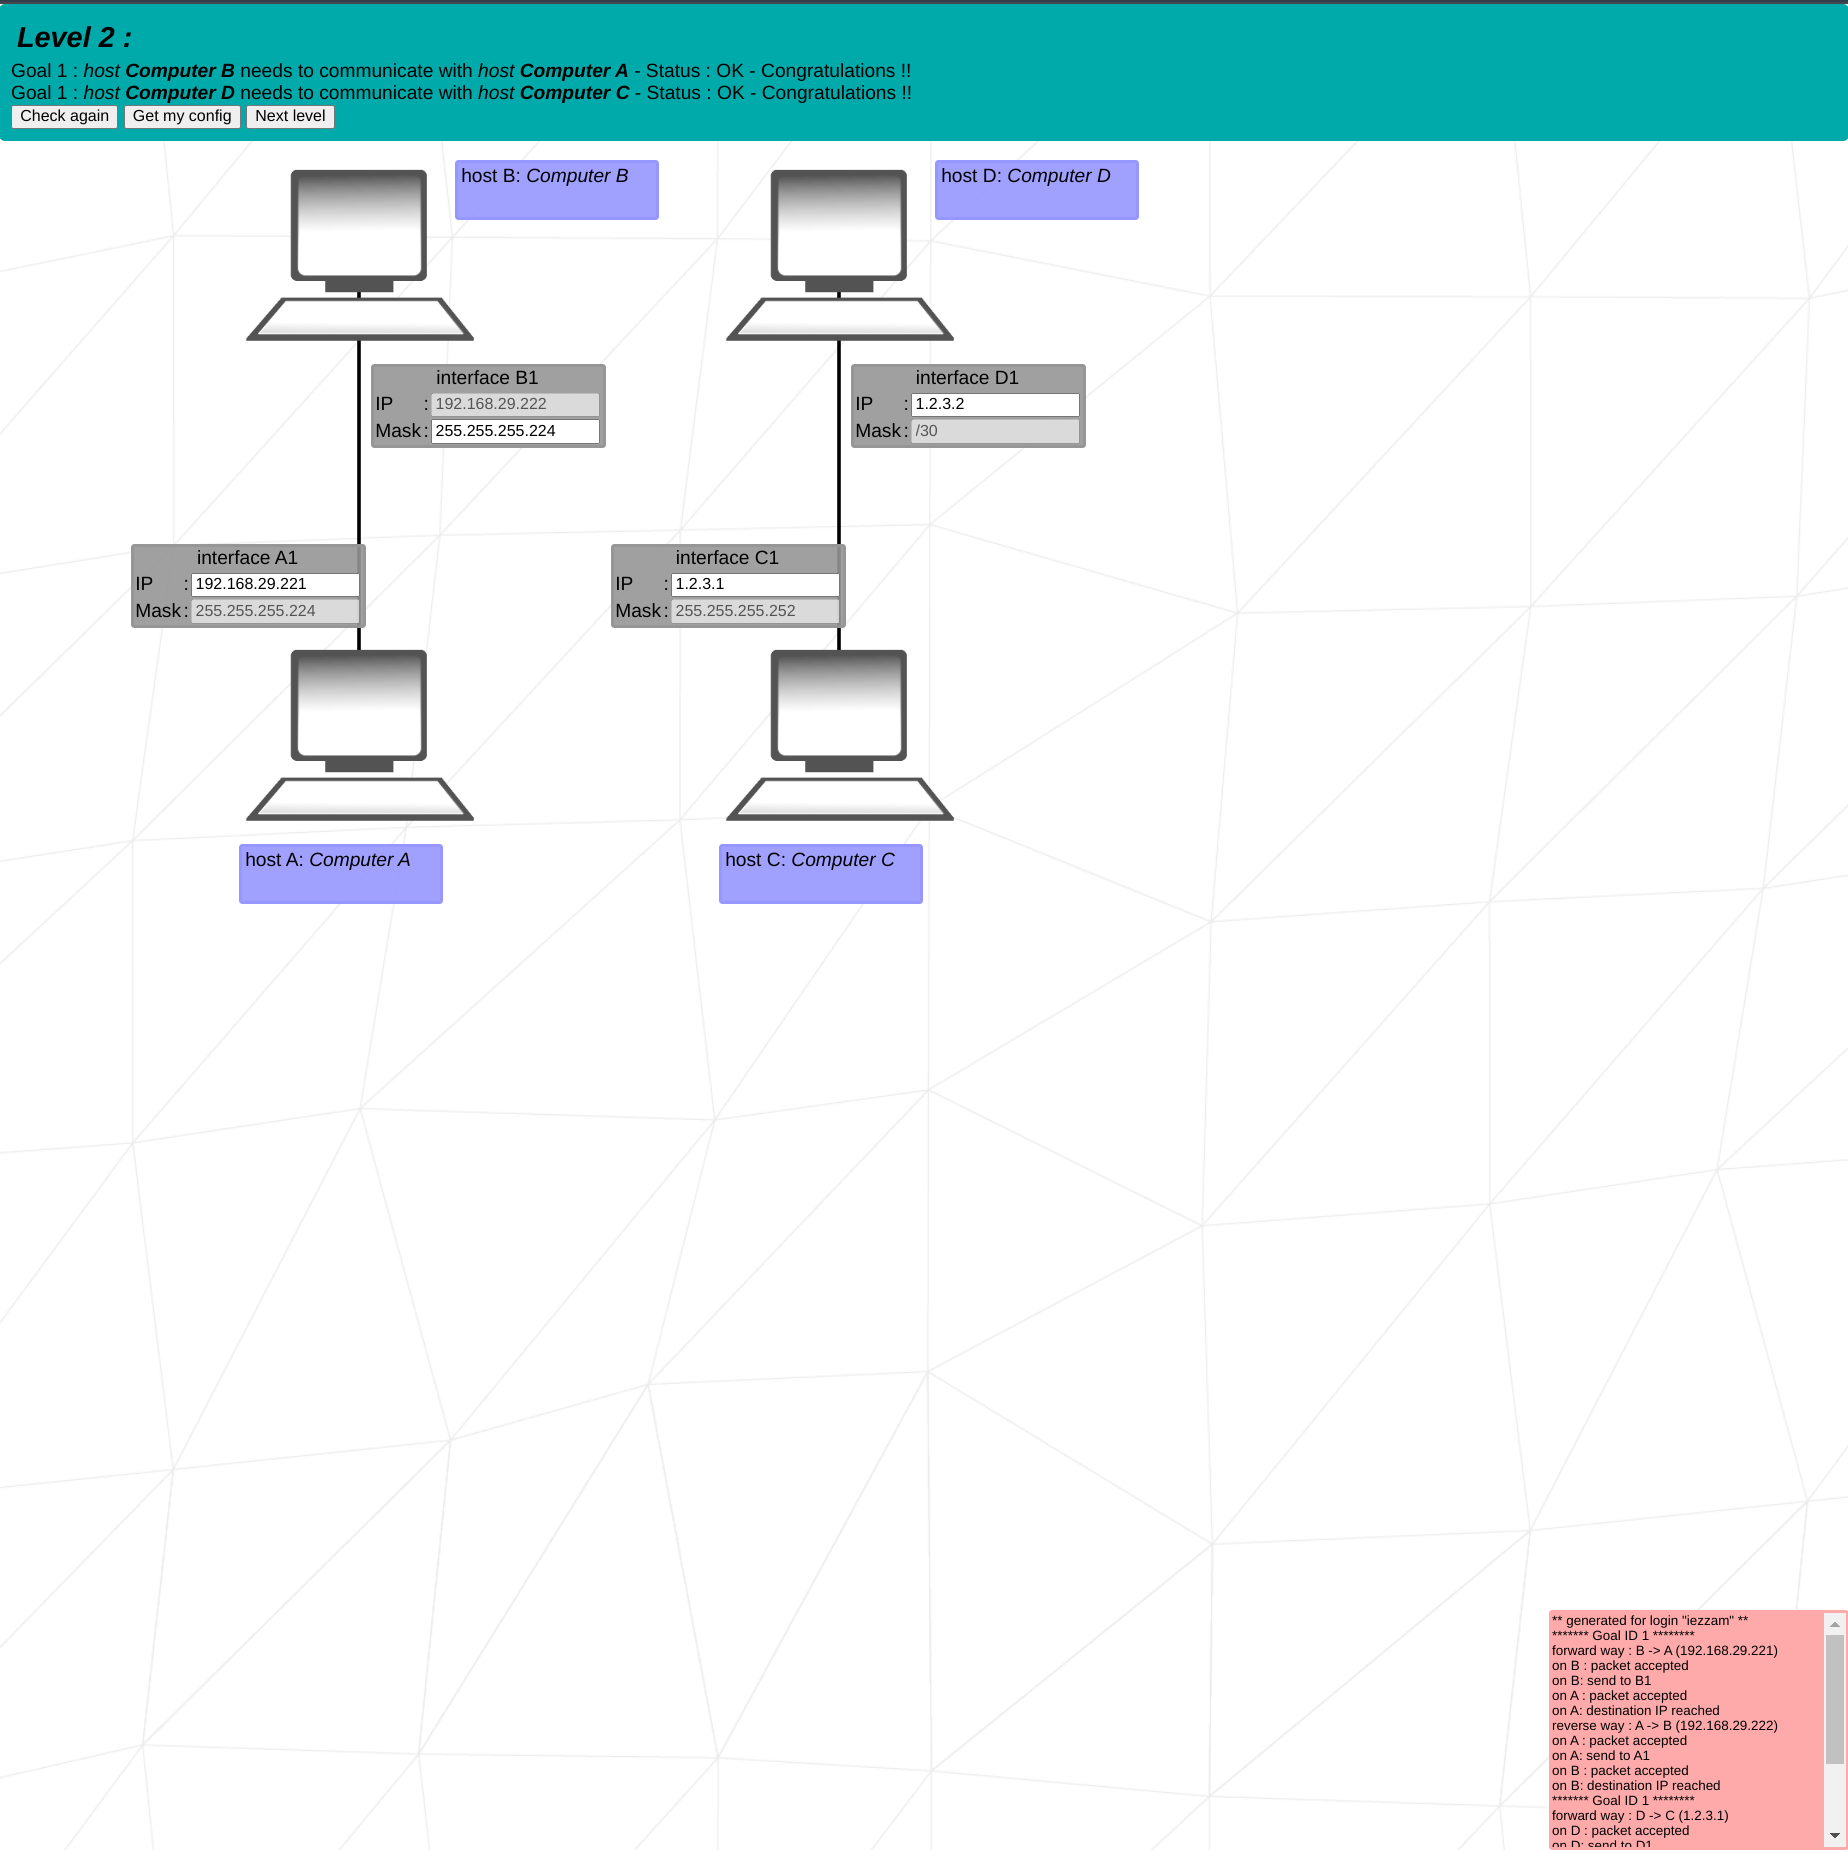 Level 2 :
Goal 1 : host Computer B needs to communicate with host Computer A - Status : OK - Congratulations !!
Goal 1 : host Computer D needs to communicate with host Computer C - Status : OK - Congratulations !!
Check again Get my config Next level
host B: Computer B
host D: Computer D
interface B1
IP : 192.168.29.222
Mask : 255.255.255.224
interface D1
IP : 1.2.3.2
Mask : /30
interface A1
IP : 192.168.29.221
Mask : 255.255.255.224
interface C1
IP : 1.2.3.1
Mask : 255.255.255.252
host A: Computer A
host C: Computer C
** generated for login "iezzam" **
******* Goal ID 1 ********
forward way : B -> A (192.168.29.221)
on B : packet accepted
on B: send to B1
on A : packet accepted
on A: destination IP reached
reverse way : A -> B (192.168.29.222)
on A : packet accepted
on A: send to A1
on B : packet accepted
on B: destination IP reached
******* Goal ID 1 ********
forward way : D -> C (1.2.3.1)
on D : packet accepted
on D: send to D1